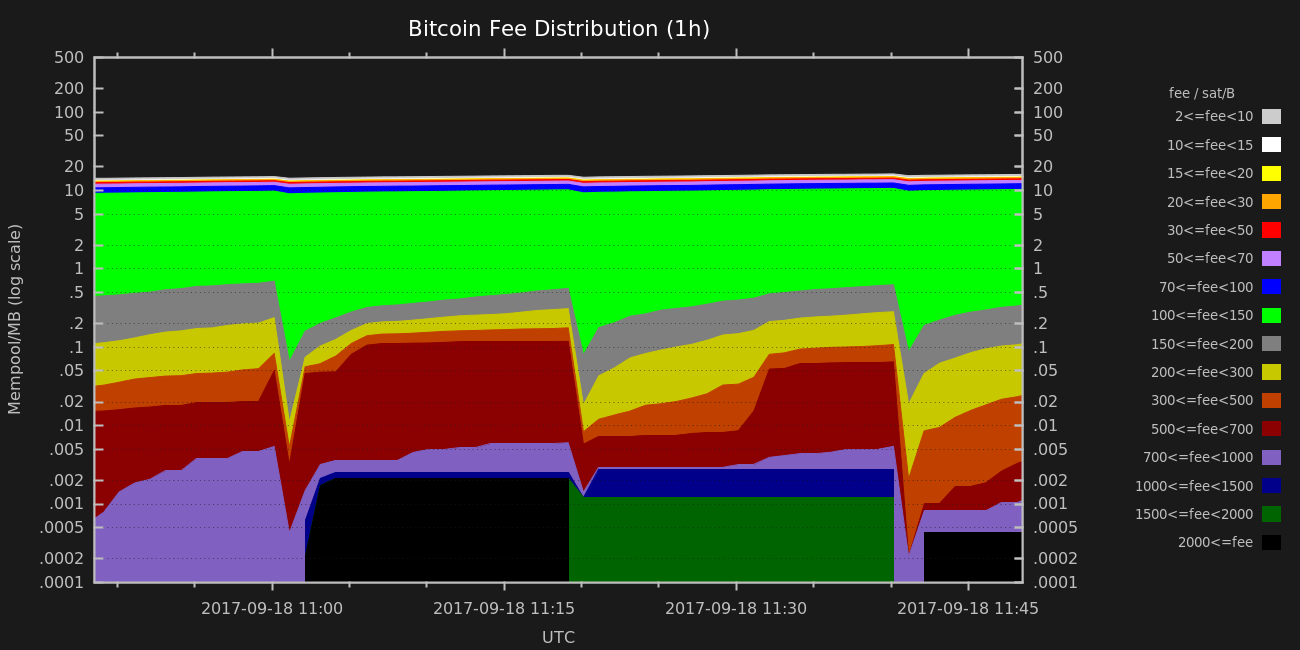 Bitcoin Fee Distribution (1h)
Mempool/MB (log scale)
500
200
100
50
20
10
5
2
1
.5
.2
.1
.05
.02
.01
.005
.002
.001
.0005
.0002
.0001
500
200
100
50
20
10
5
2
1
.5
.2
.1
.05
.02
.01
.005
.002
.001
.0005
.0002
.0001
2017-09-18 11:00 2017-09-18 11:15 2017-09-18 11:30 2017-09-18 11:45
UTC
fee / sat/B
2<=fee<10
10<=fee<15
15<=fee<20
20<=fee<30
30<=fee<50
50<=fee<70
70<=fee<100
100<=fee<150
150<=fee<200
200<=fee<300
300<=fee<500
500<=fee<700
700<=fee<1000
1000<=fee<1500
1500<=fee<2000
2000<=fee